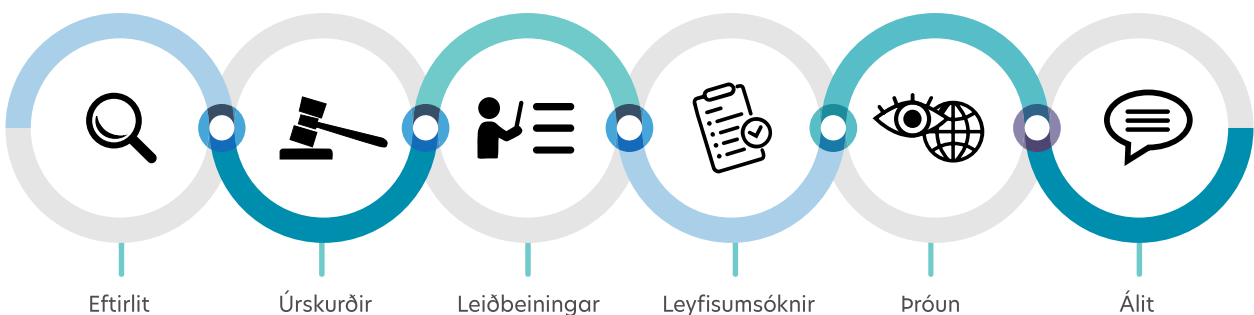 Eftirlit
Úrskurðir
Leiðbeiningar
Leyfisumsóknir
Þróun
Álit